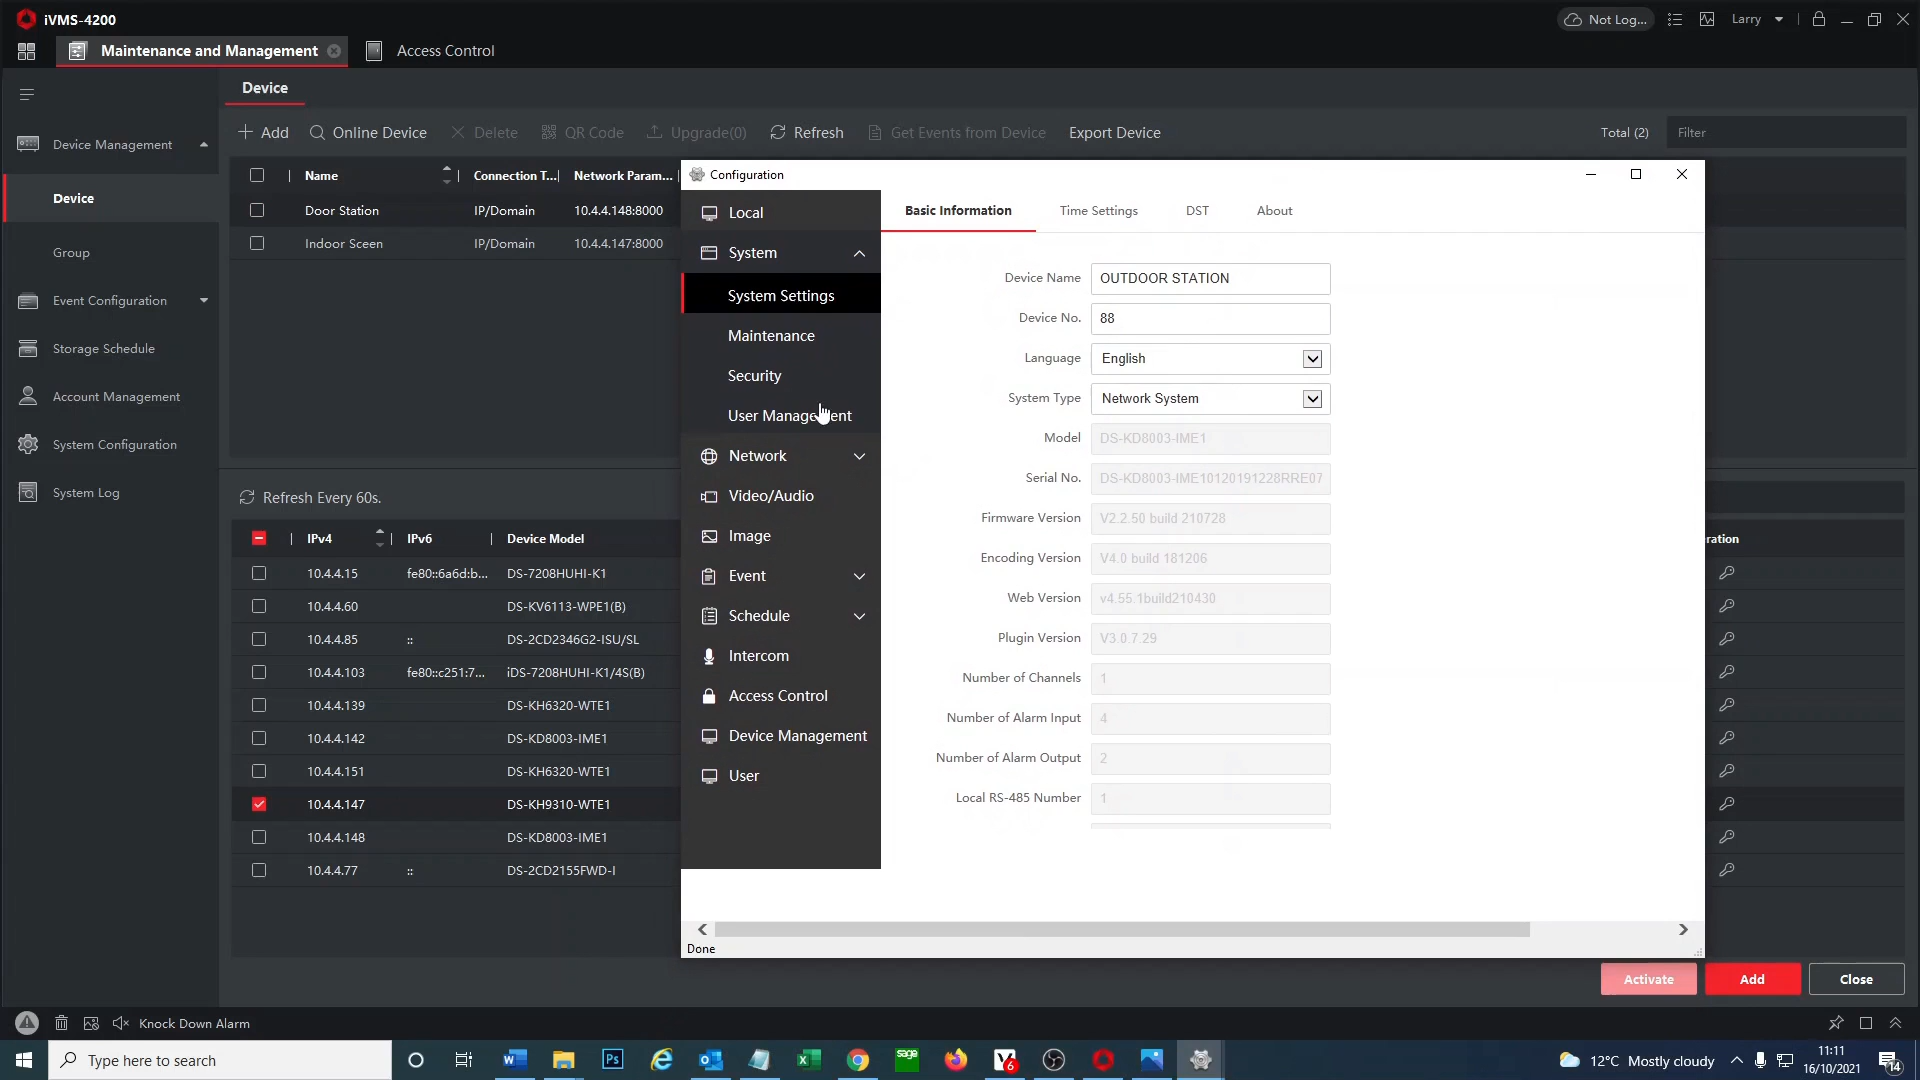 iVMS-4200
Not Log...
Larry
Maintenance and Management
Access Control
Device
Device Management
Device
Group
Event Configuration
Storage Schedule
Account Management
System Configuration
System Log
Add
Online Device
Delete
QR Code
Upgrade(0)
Refresh
Get Events from Device
Export Device
Total (2)
Filter
Name
Connection T...
Network Param...
Door Station
IP/Domain
10.4.4.148:8000
Indoor Sceen
IP/Domain
10.4.4.147:8000
Refresh Every 60s.
IPv4
IPv6
Device Model
ration
10.4.4.15
fe80::6a6d:b...
DS-7208HUHI-K1
10.4.4.60
DS-KV6113-WPE1(B)
10.4.4.85
::
DS-2CD2346G2-ISU/SL
10.4.4.103
fe80::c251:7...
iDS-7208HUHI-K1/4S(B)
10.4.4.139
DS-KH6320-WTE1
10.4.4.142
DS-KD8003-IME1
10.4.4.151
DS-KH6320-WTE1
10.4.4.147
DS-KH9310-WTE1
10.4.4.148
DS-KD8003-IME1
10.4.4.77
::
DS-2CD2155FWD-I
Configuration
Local
System
System Settings
Maintenance
Security
User Management
Network
Video/Audio
Image
Event
Schedule
Intercom
Access Control
Device Management
User
Basic Information
Time Settings
DST
About
Device Name
OUTDOOR STATION
Device No.
88
Language
English
System Type
Network System
Model
DS-KD8003-IME1
Serial No.
DS-KD8003-IME10120191228RRE07
Firmware Version
V2.2.50 build 210728
Encoding Version
V4.0 build 181206
Web Version
v4.55.1build210430
Plugin Version
V3.0.7.29
Number of Channels
1
Number of Alarm Input
4
Number of Alarm Output
2
Local RS-485 Number
1
Done
Activate
Add
Close
Knock Down Alarm
Type here to search
W
Ps
X
sage
V
6
12°C Mostly cloudy
11:11
16/10/2021
14